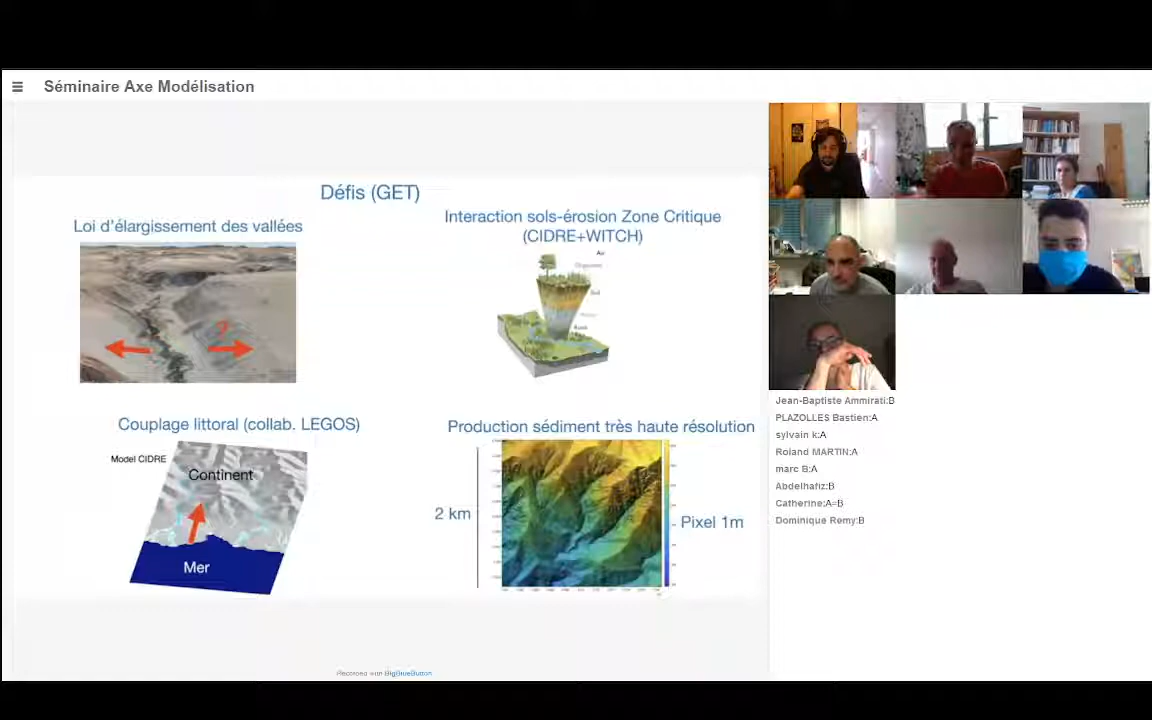 Séminaire Axe Modélisation
Défis (GET)
Loi d'élargissement des vallées
?
Interaction sols-érosion Zone Critique
(CIDRE+WITCH)
Air
Sol
Couplage littoral (collab. LEGOS)
Model CIDRE
Continent
Mer
Production sédiment très haute résolution
2 km
Pixel 1m
Jean-Baptiste Ammirati:B
PLAZOLLES Bastien:A
sylvain k:A
Roland MARTIN:A
marc B:A
Abdelhafiz:B
Catherine:A=B
Dominique Remy:B
Recorded with BigBlueButton